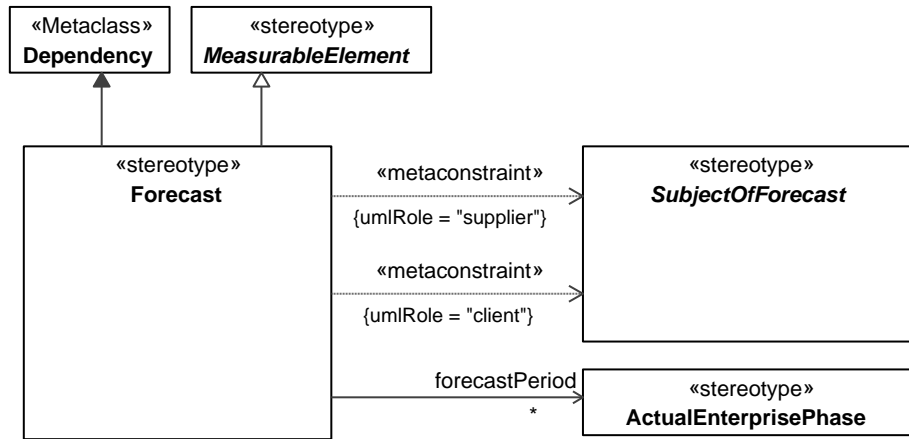 «Metaclass»
Dependency
«stereotype»
MeasurableElement
«stereotype»
Forecast
«metaconstraint»
{umlRole = "supplier"}
«metaconstraint»
{umlRole = "client"}
«stereotype»
SubjectOfForecast
forecastPeriod
*
«stereotype»
ActualEnterprisePhase